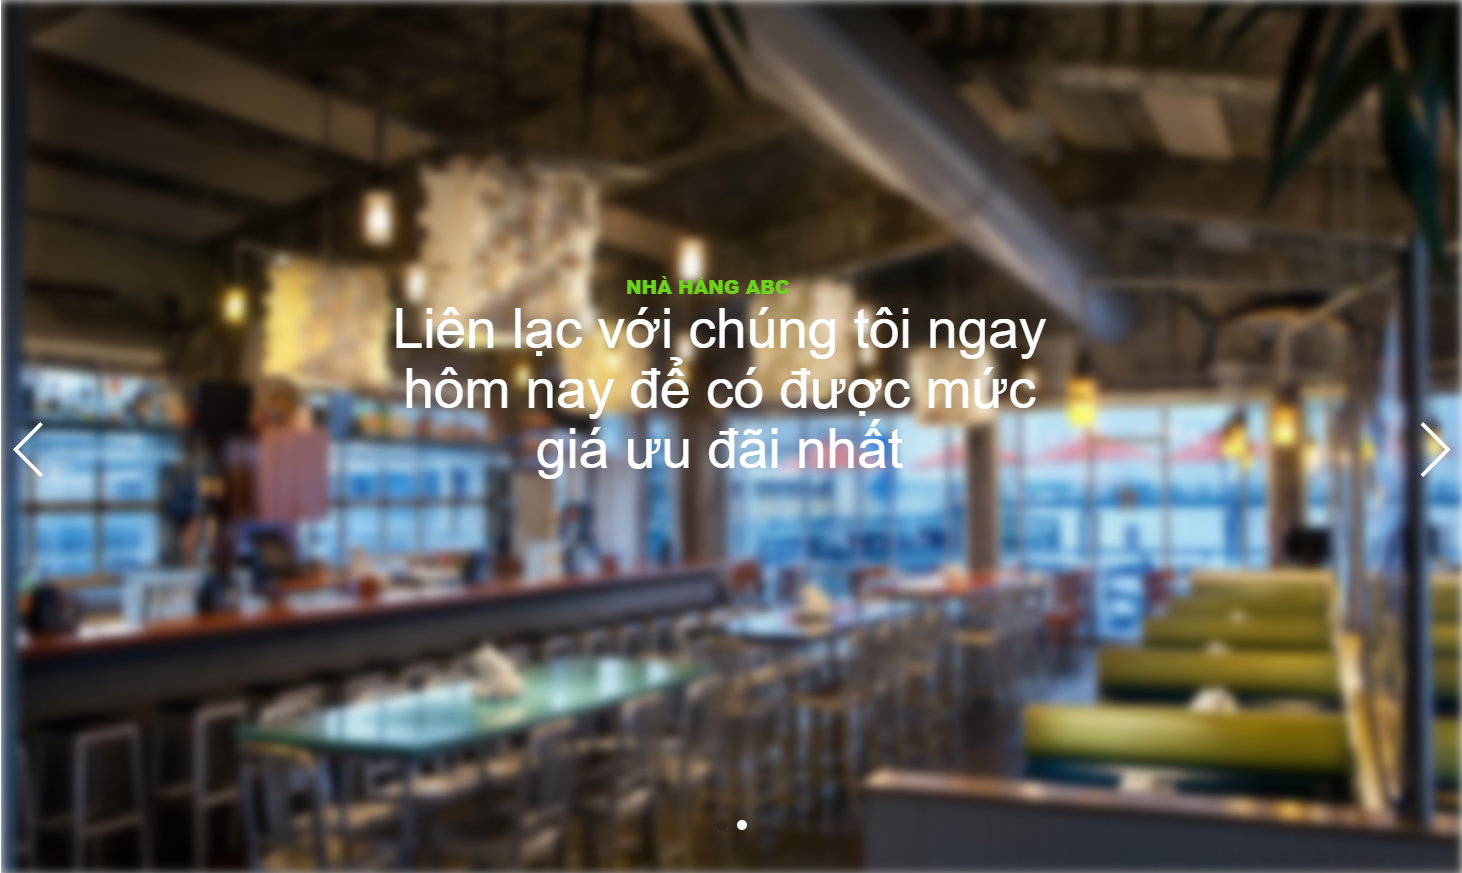 NHÀ HÀNG ABC
Liên lạc với chúng tôi ngay
hôm nay để có được mức
giá ưu đãi nhất